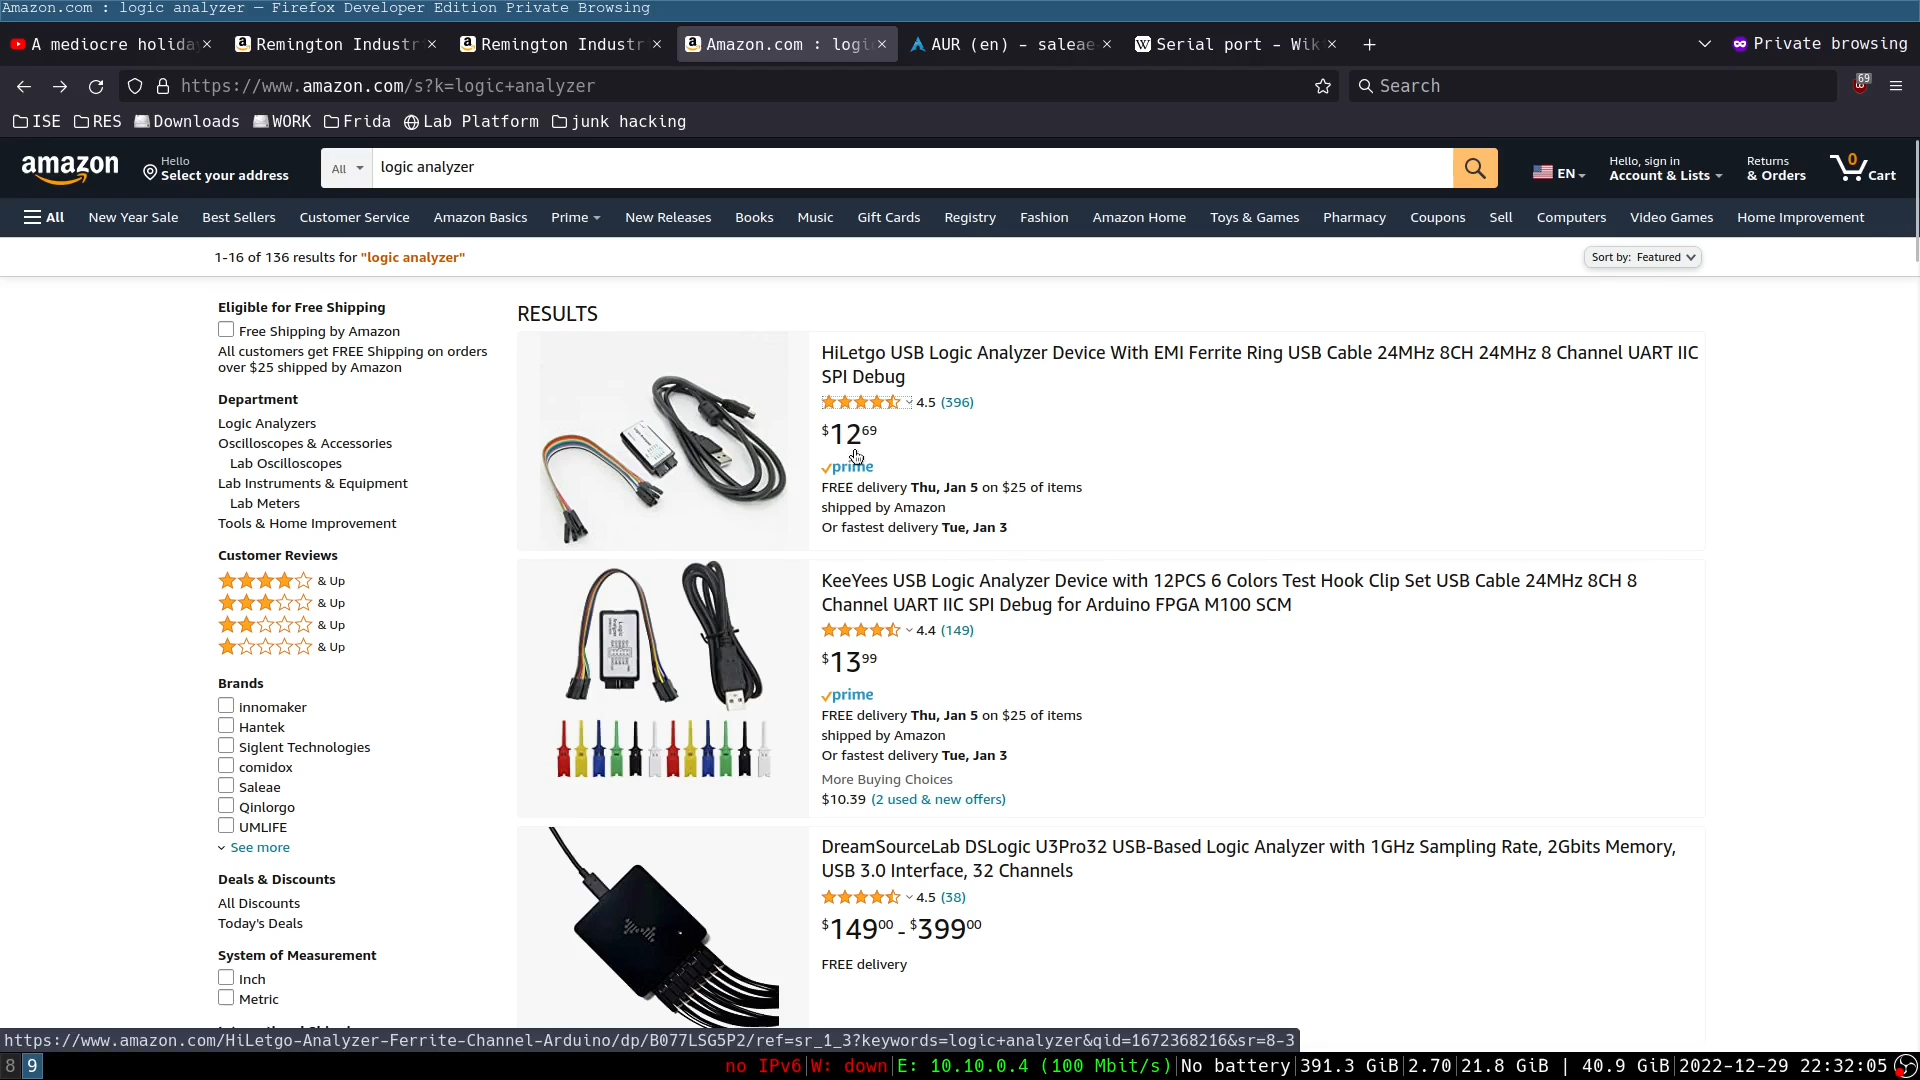 Amazon.com : logic analyzer — Firefox Developer Edition Private Browsing
A mediocre holida
Remington Industr
Remington Industr
Amazon.com : logi
AUR (en) - saleae
Serial port - Wik
Private browsing
https://www.amazon.com/s?k=logic+analyzer
Search
69
ISE RES Downloads WORK Frida Lab Platform junk hacking
amazon
Hello
Select your address
All
logic analyzer
EN
Hello, sign in
Account & Lists
Returns
& Orders
0
Cart
All New Year Sale Best Sellers Customer Service Amazon Basics Prime New Releases Books Music Gift Cards Registry Fashion Amazon Home Toys & Games Pharmacy Coupons Sell Computers Video Games Home Improvement
1-16 of 136 results for "logic analyzer"
Sort by: Featured
Eligible for Free Shipping
Free Shipping by Amazon
All customers get FREE Shipping on orders
over $25 shipped by Amazon
Department
Logic Analyzers
Oscilloscopes & Accessories
Lab Oscilloscopes
Lab Instruments & Equipment
Lab Meters
Tools & Home Improvement
Customer Reviews
& Up
& Up
& Up
& Up
Brands
innomaker
Hantek
Siglent Technologies
comidox
Saleae
Qinlorgo
UMLIFE
See more
Deals & Discounts
All Discounts
Today's Deals
System of Measurement
Inch
Metric
RESULTS
HiLetgo USB Logic Analyzer Device With EMI Ferrite Ring USB Cable 24MHz 8CH 24MHz 8 Channel UART IIC
SPI Debug
4.5 (396)
$12 69
prime
FREE delivery Thu, Jan 5 on $25 of items
shipped by Amazon
Or fastest delivery Tue, Jan 3
KeeYees USB Logic Analyzer Device with 12PCS 6 Colors Test Hook Clip Set USB Cable 24MHz 8CH 8
Channel UART IIC SPI Debug for Arduino FPGA M100 SCM
4.4 (149)
$13 99
prime
FREE delivery Thu, Jan 5 on $25 of items
shipped by Amazon
Or fastest delivery Tue, Jan 3
More Buying Choices
$10.39 (2 used & new offers)
DreamSourceLab DSLogic U3Pro32 USB-Based Logic Analyzer with 1GHz Sampling Rate, 2Gbits Memory,
USB 3.0 Interface, 32 Channels
4.5 (38)
$149 00 - $399 00
FREE delivery
https://www.amazon.com/HiLetgo-Analyzer-Ferrite-Channel-Arduino/dp/B077LSG5P2/ref=sr_1_3?keywords=logic+analyzer&qid=1672368216&sr=8-3
8 9
no IPv6|W: down|E: 10.10.0.4 (100 Mbit/s)|No battery|391.3 GiB|2.70|21.8 GiB | 40.9 GiB|2022-12-29 22:32:05